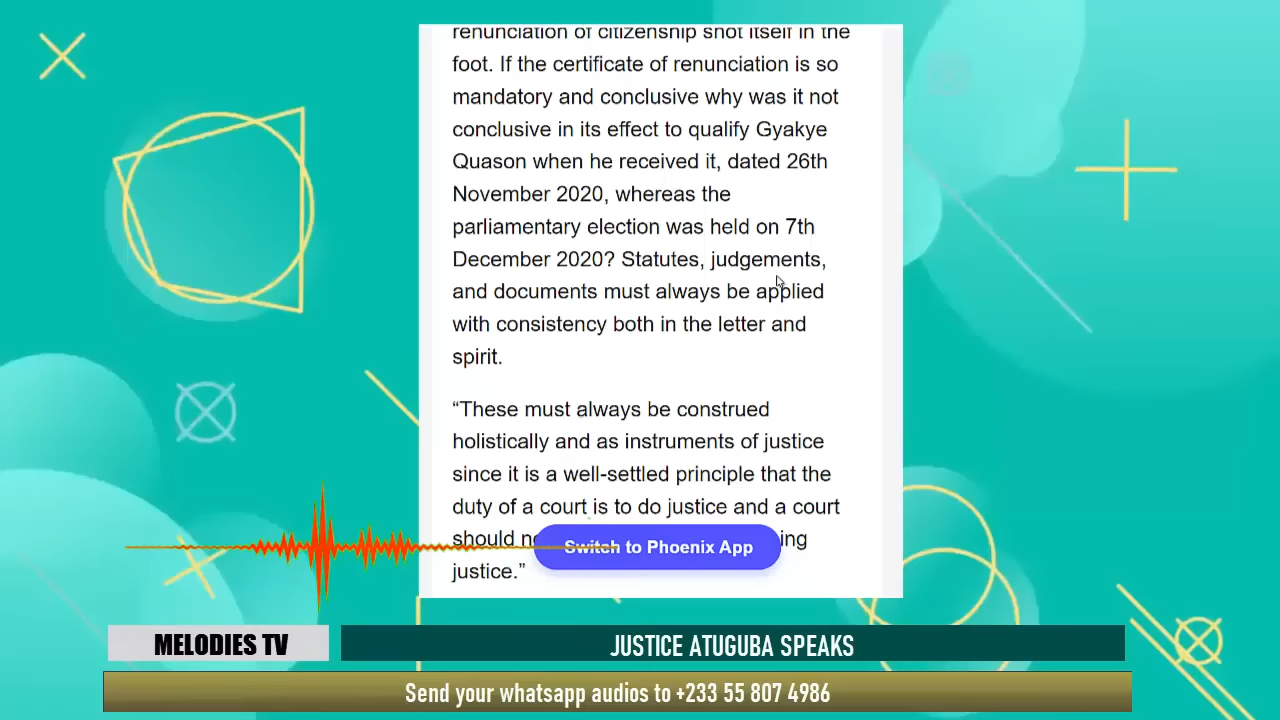 renunciation of citizenship shot itself in the
foot. If the certificate of renunciation is so
mandatory and conclusive why was it not
conclusive in its effect to qualify Gyakye
Quason when he received it, dated 26th
November 2020, whereas the
parliamentary election was held on 7th
December 2020? Statutes, judgements,
and documents must always be applied
with consistency both in the letter and
spirit.
“These must always be construed
holistically and as instruments of justice
since it is a well-settled principle that the
duty of a court is to do justice and a court
should
justice.”
Switch to Phoenix App
MELODIES TV
JUSTICE ATUGUBA SPEAKS
Send your whatsapp audios to +233 55 807 4986